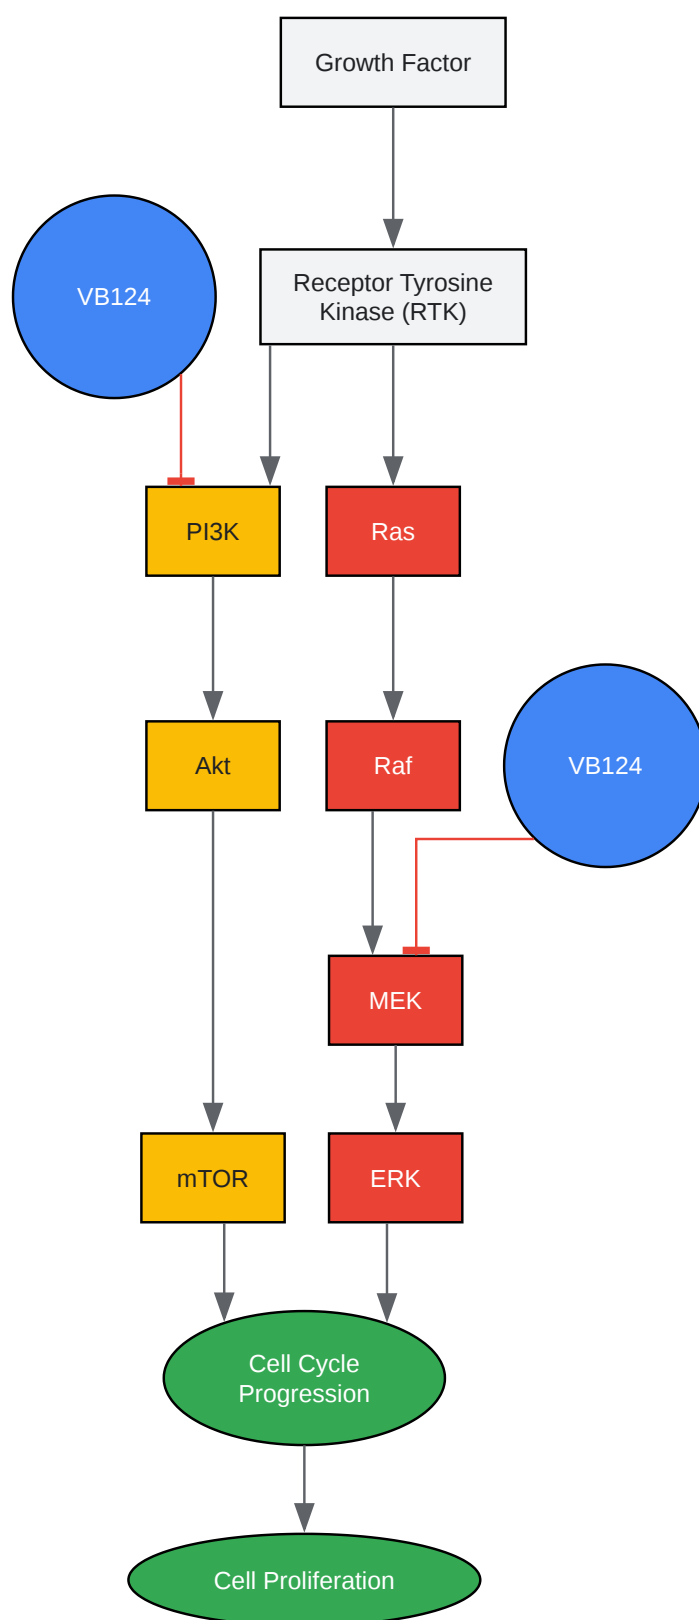 Growth Factor
VB124
Receptor Tyrosine
Kinase (RTK)
PI3K
Ras
Akt
Raf
VB124
MEK
mTOR
ERK
Cell Cycle
Progression
Cell Proliferation